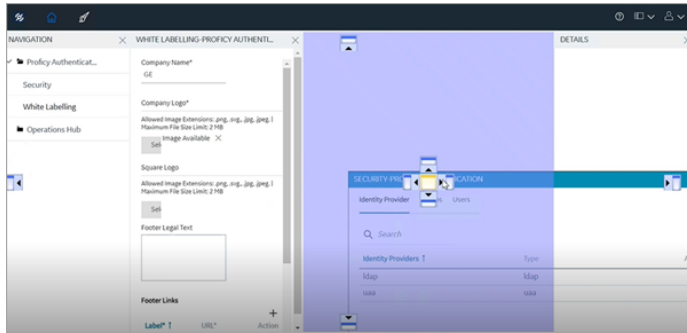 NAVIGATION
Proficy Authenticat...
Security
White Labelling
Operations Hub
WHITE LABELLING-PROFICY AUTHENTI...
Company Name*
GE
Company Logo*
Allowed Image Extensions: .png, .svg, .jpg, .jpeg. |
Maximum File Size Limit: 2 MB
Sel
Image Available
Square Logo
Allowed Image Extensions: .png, .svg, .jpg, .jpeg. |
Maximum File Size Limit: 2 MB
Sel
Footer Legal Text
Footer Links
Label* URL* Action
DETAILS
SECURITY-PRO
ICATION
Identity Provider
Users
Search
Identity Providers Type
ldap ldap
uaa uaa